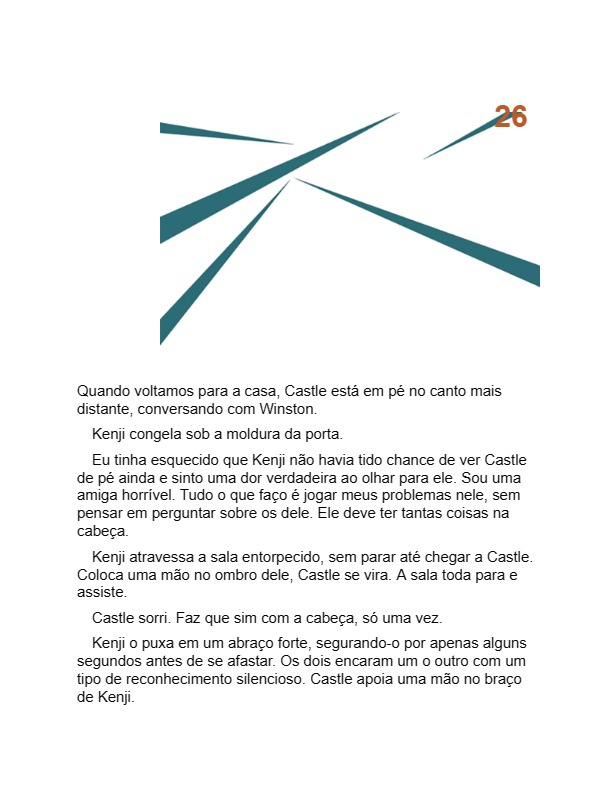 26
Quando voltamos para a casa, Castle está em pé no canto mais
distante, conversando com Winston.
Kenji congela sob a moldura da porta.
Eu tinha esquecido que Kenji não havia tido chance de ver Castle
de pé ainda e sinto uma dor verdadeira ao olhar para ele. Sou uma
amiga horrível. Tudo o que faço é jogar meus problemas nele, sem
pensar em perguntar sobre os dele. Ele deve ter tantas coisas na
cabeça.
Kenji atravessa a sala entorpecido, sem parar até chegar a Castle.
Coloca uma mão no ombro dele, Castle se vira. A sala toda para e
assiste.
Castle sorri. Faz que sim com a cabeça, só uma vez.
Kenji o puxa em um abraço forte, segurando-o por apenas alguns
segundos antes de se afastar. Os dois encaram um o outro com um
tipo de reconhecimento silencioso. Castle apoia uma mão no braço
de Kenji.